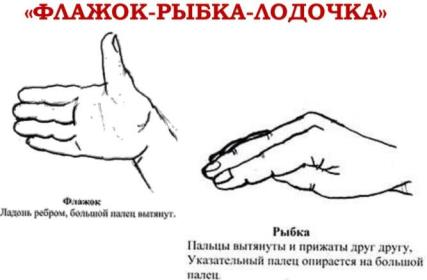 «ФЛАЖОК-РЫБКА-ЛОДОЧКА»
Флажок
Ладонь ребром, большой палец вытянут.
Рыбка
Пальцы вытянуты и прижаты друг другу,
Указательный палец опирается на большой
палец.